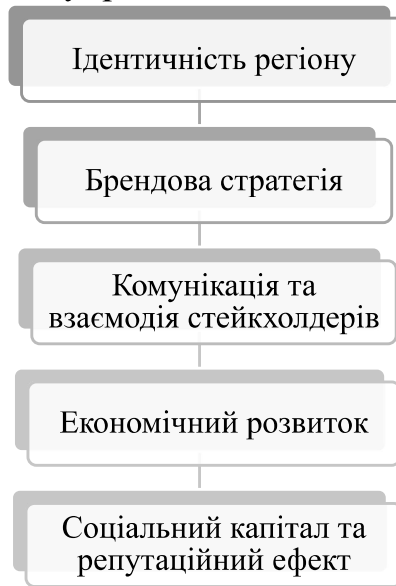 Ідентичність регіону
Брендова стратегія
Комунікація та
взаємодія стейкхолдерів
Економічний розвиток
Соціальний капітал та
репутаційний ефект